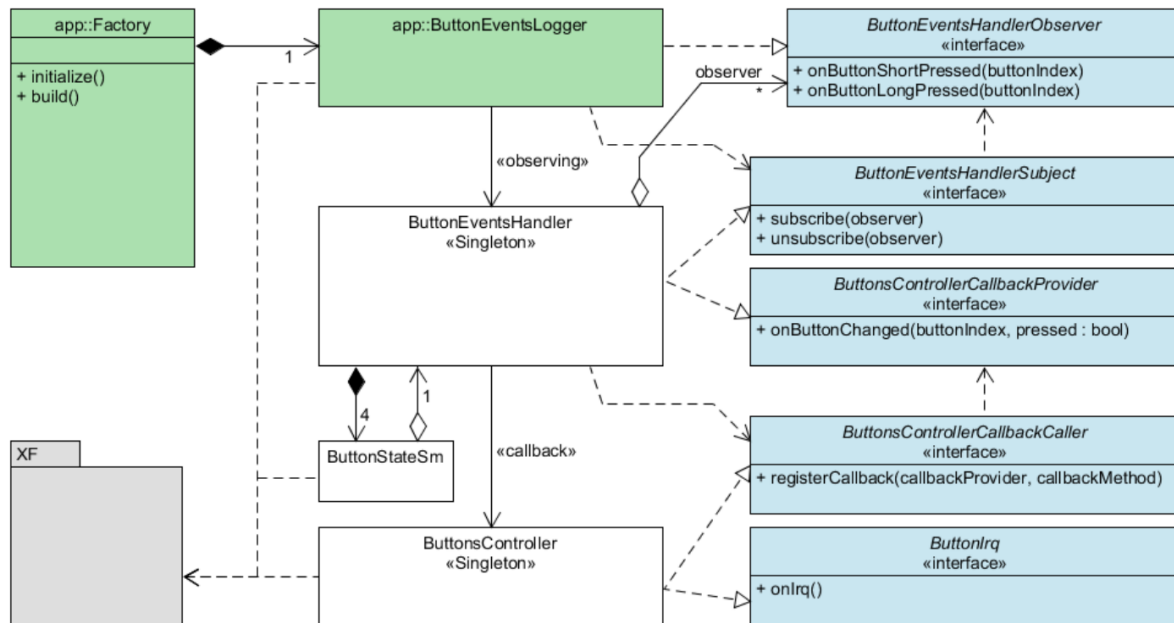 app::Factory
+ initialize()
+ build()
1
app::ButtonEventsLogger
ButtonEventsHandlerObserver
«interface»
+ onButtonShortPressed(buttonIndex)
+ onButtonLongPressed(buttonIndex)
observer
*
«observing»
ButtonEventsHandlerSubject
«interface»
+ subscribe(observer)
+ unsubscribe(observer)
ButtonEventsHandler
«Singleton»
ButtonsControllerCallbackProvider
«interface»
+ onButtonChanged(buttonIndex, pressed : bool)
4
1
«callback»
ButtonStateSm
ButtonsControllerCallbackCaller
«interface»
+ registerCallback(callbackProvider, callbackMethod)
XF
ButtonsController
«Singleton»
ButtonIrq
«interface»
+ onIrq()